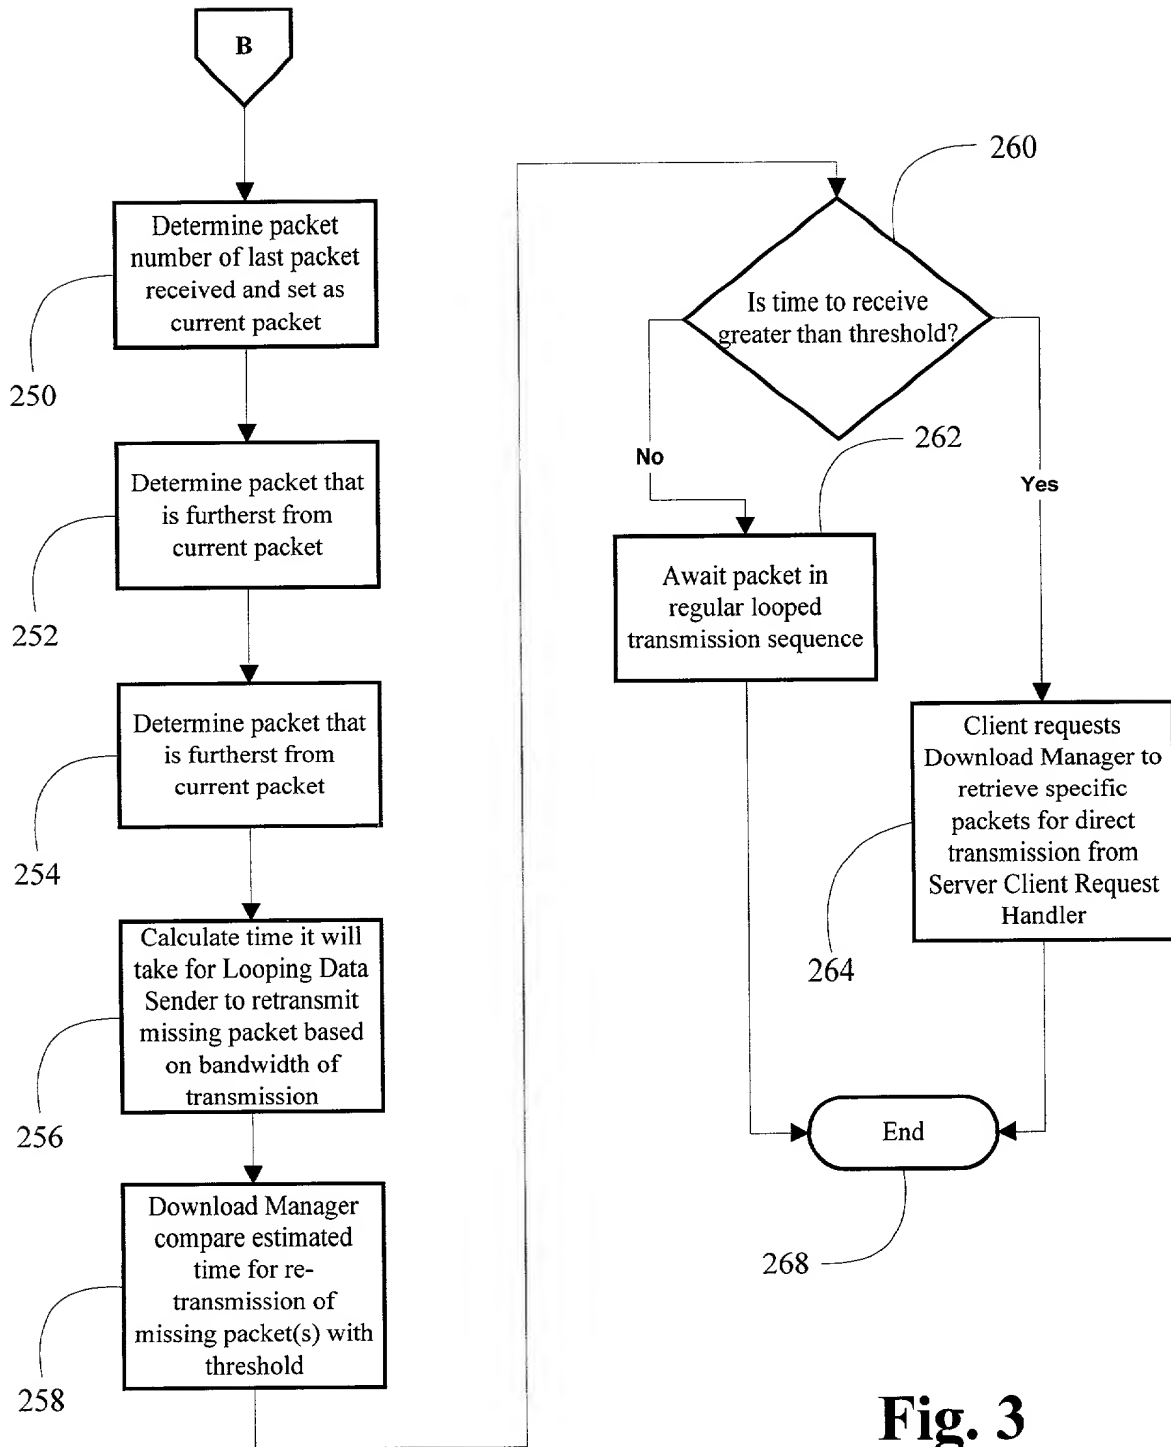 B
Determine packet
number of last packet
received and set as
current packet
250
Determine packet that
is furtherst from
current packet
252
Determine packet that
is furtherst from
current packet
254
Calculate time it will
take for Looping Data
Sender to retransmit
missing packet based
on bandwidth of
transmission
256
Download Manager
compare estimated
time for re-
transmission of
missing packet(s) with
threshold
258
260
Is time to receive
greater than threshold?
No
Yes
262
Await packet in
regular looped
transmission sequence
Client requests
Download Manager to
retrieve specific
packets for direct
transmission from
Server Client Request
Handler
264
End
268
Fig. 3